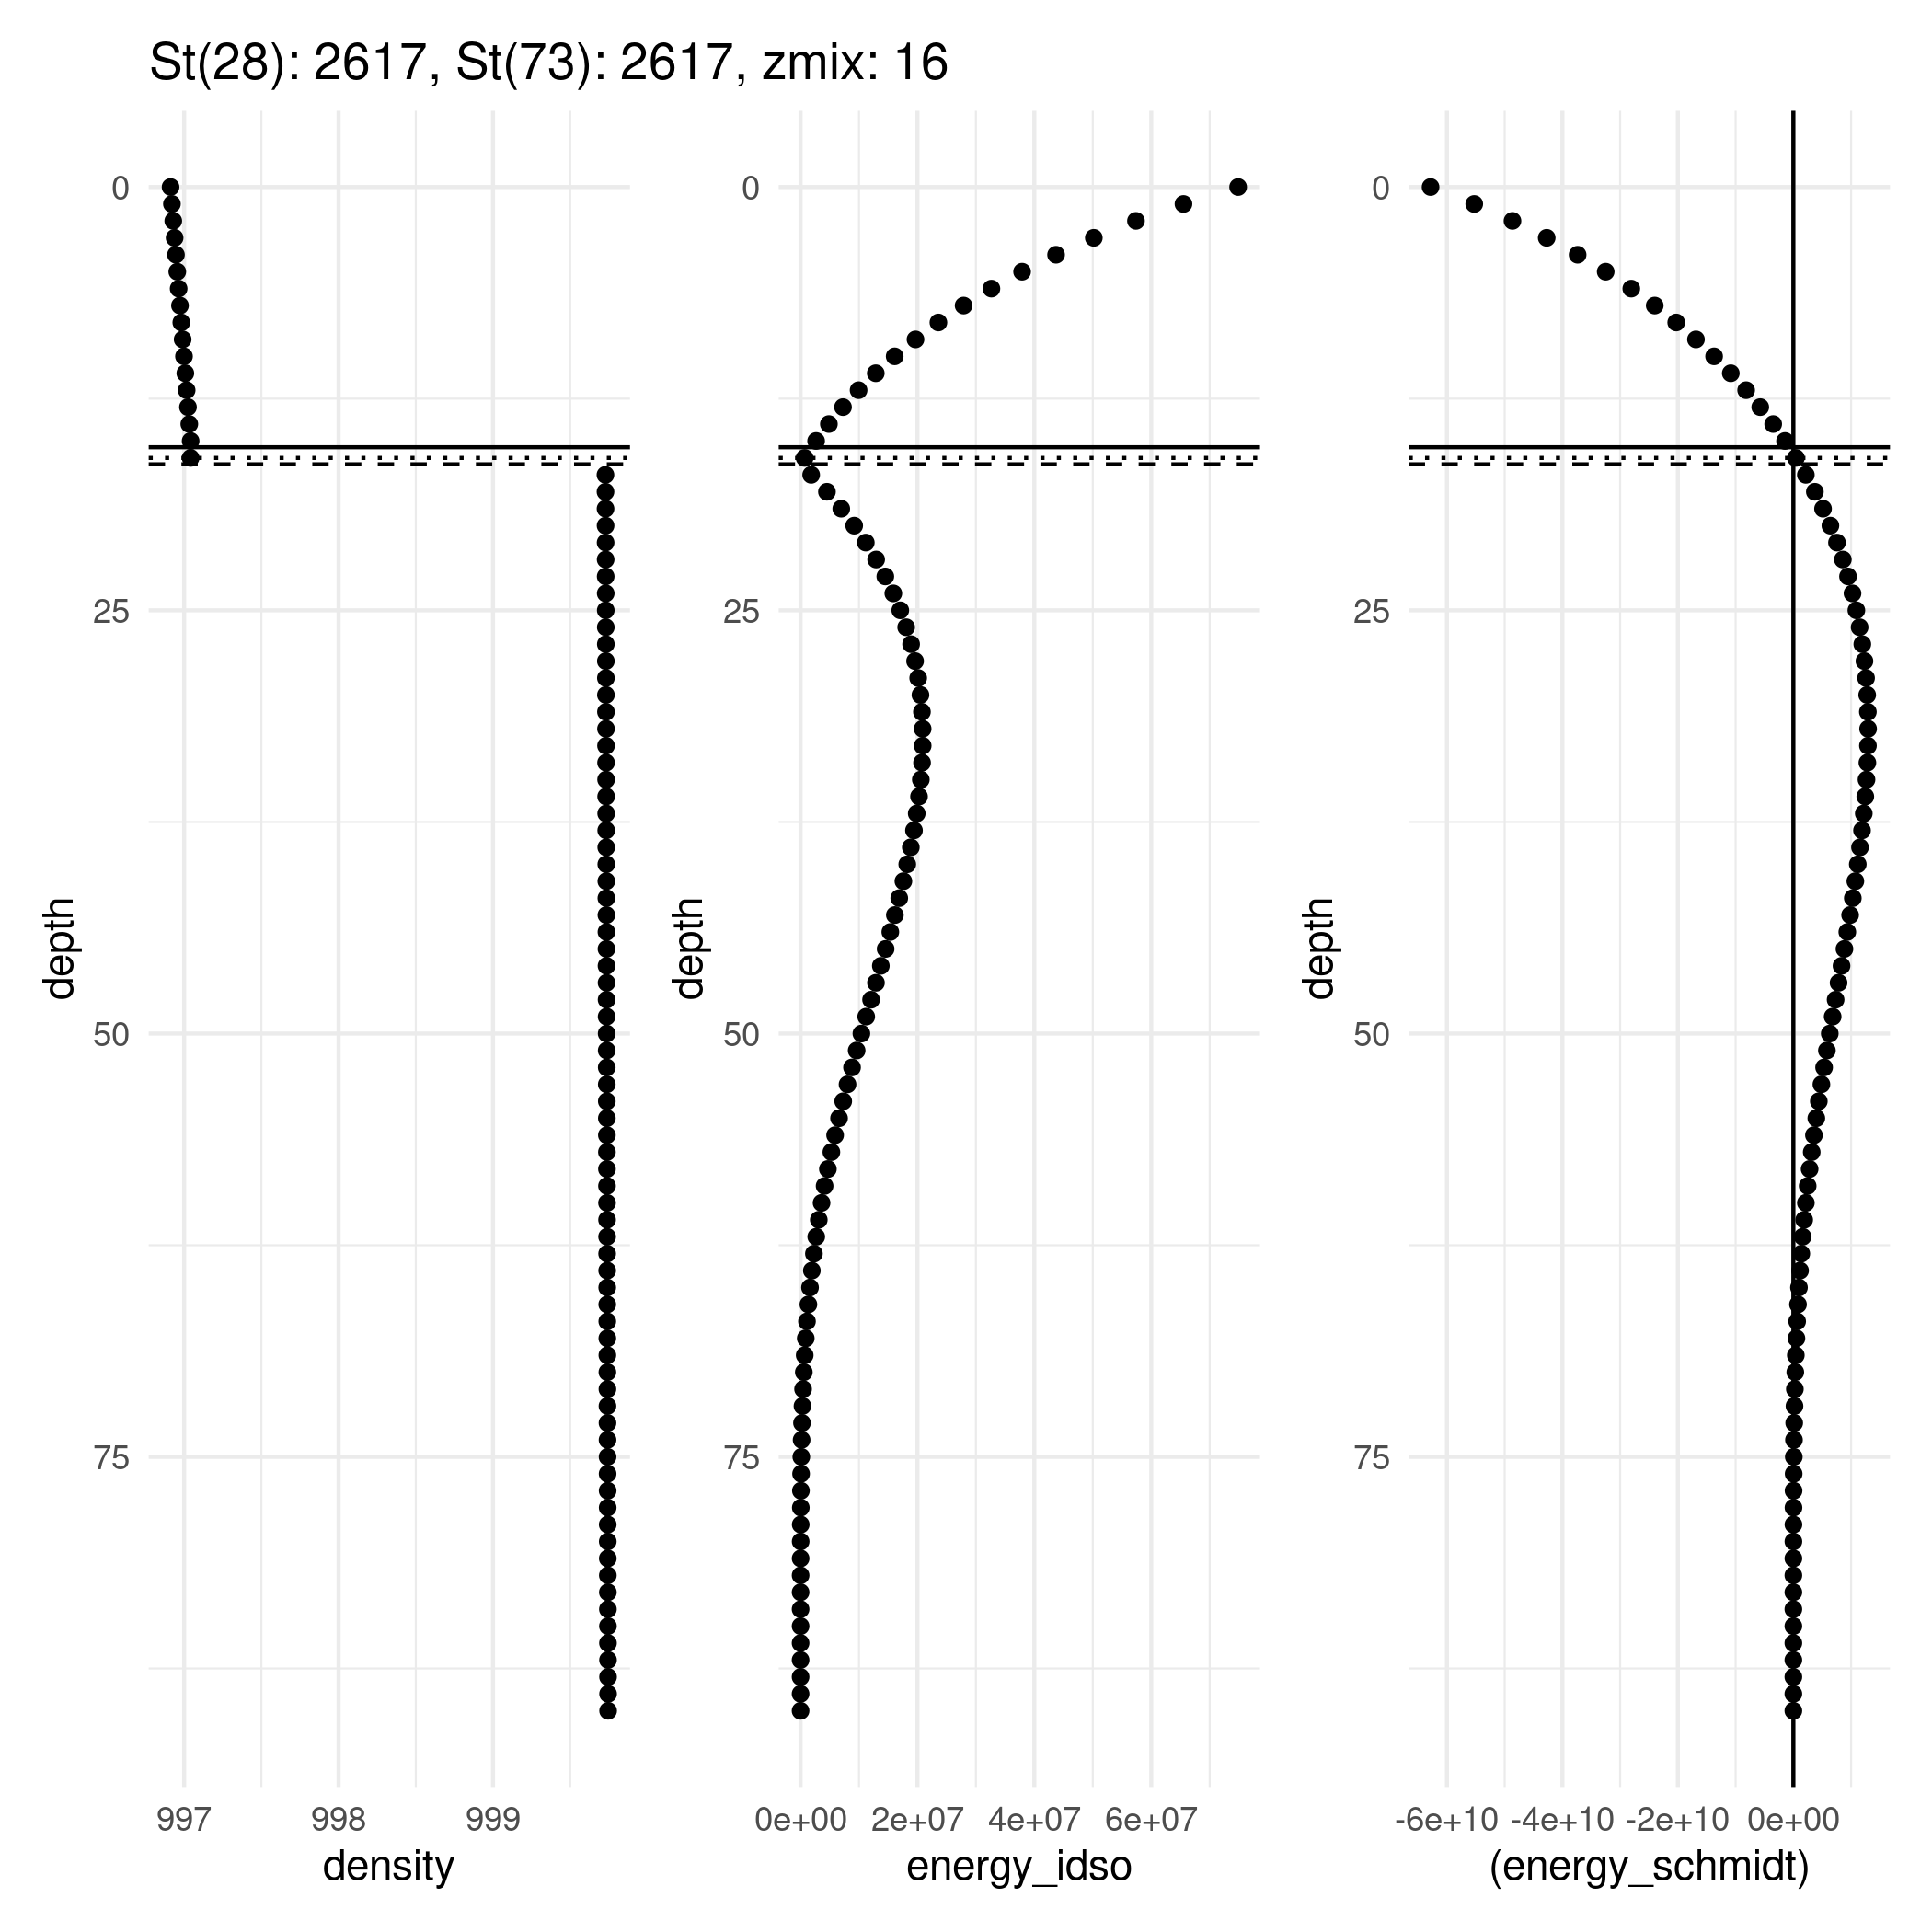 St(28): 2617, St(73): 2617, zmix: 16
0
25
50
75
depth
997 998 999
density
0
25
50
75
depth
0e+00 2e+07 4e+07 6e+07
energy_idso
0
25
50
75
depth
-6e+10 -4e+10 -2e+10 0e+00
(energy_schmidt)